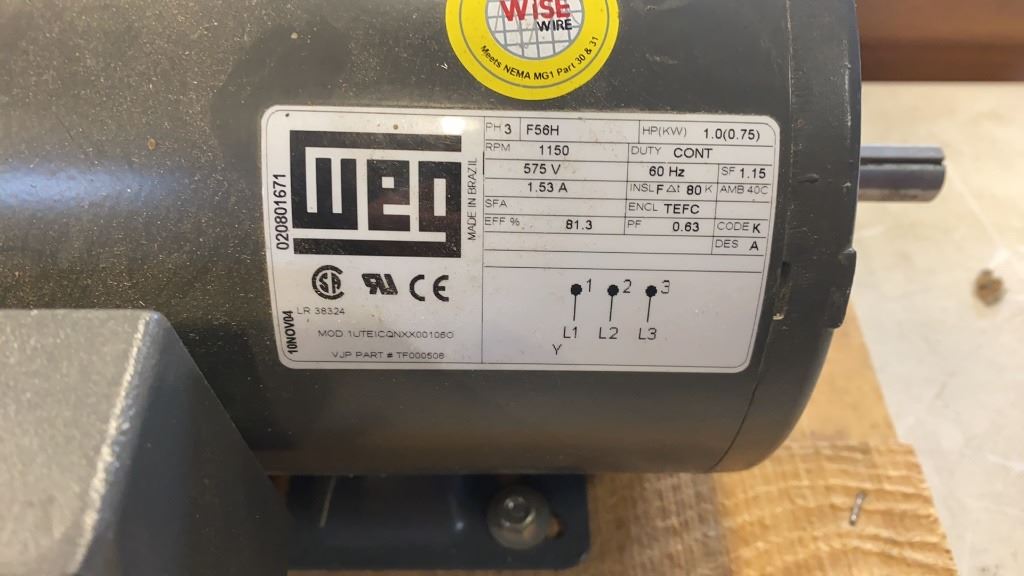 WISE
WIRE
Meets NEMA MG1 Part 30 & 31
020801671
10NOV04
WEG
MADE IN BRAZIL
LR 38324
MOD. 1UTEICQNXX001060
VJP PART # TF000508
PH 3 F56H HP(KW) 1.0(0.75)
RPM 1150 DUTY CONT
575 V 60 Hz SF 1.15
1.53 A INSL F Δt 80 K AMB 40C
SFA ENCL TEFC
EFF % 81.3 PF 0.63 CODE K
DES A
1 2 3
L1 L2 L3
Y